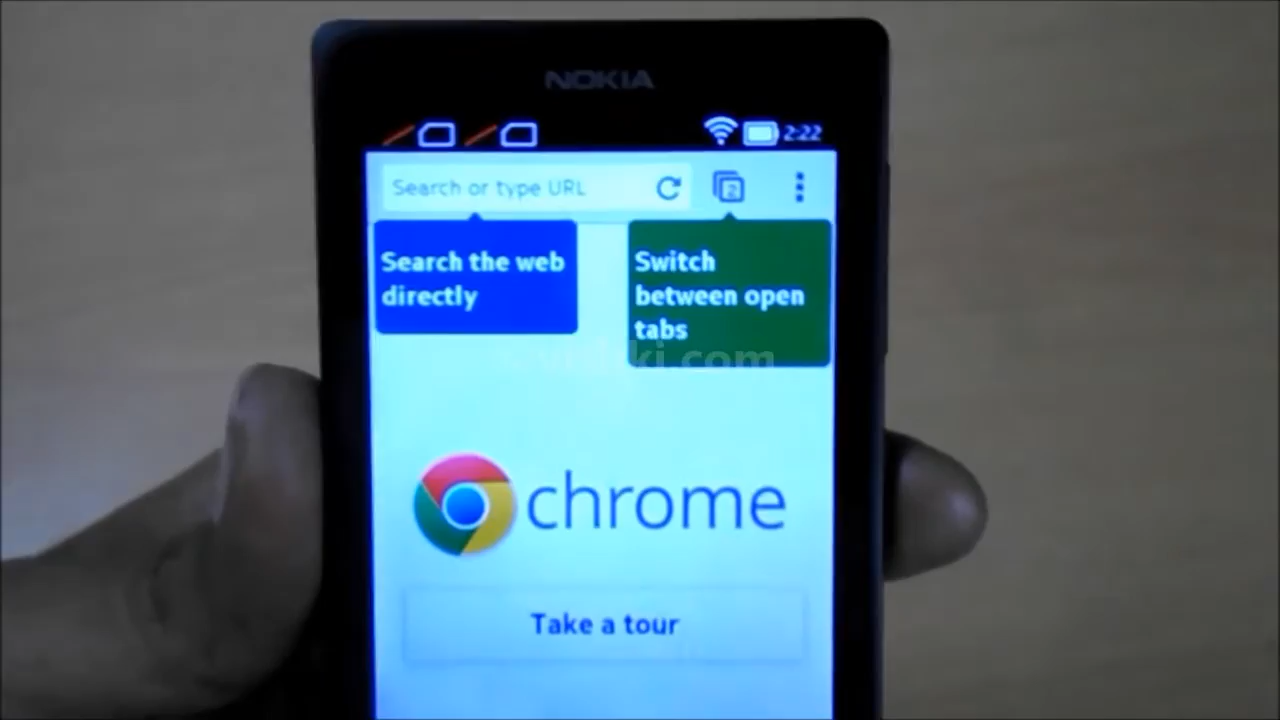 NOKIA
2:22
Search or type URL
2
Search the web
directly
Switch
between open
tabs
chrome
Take a tour